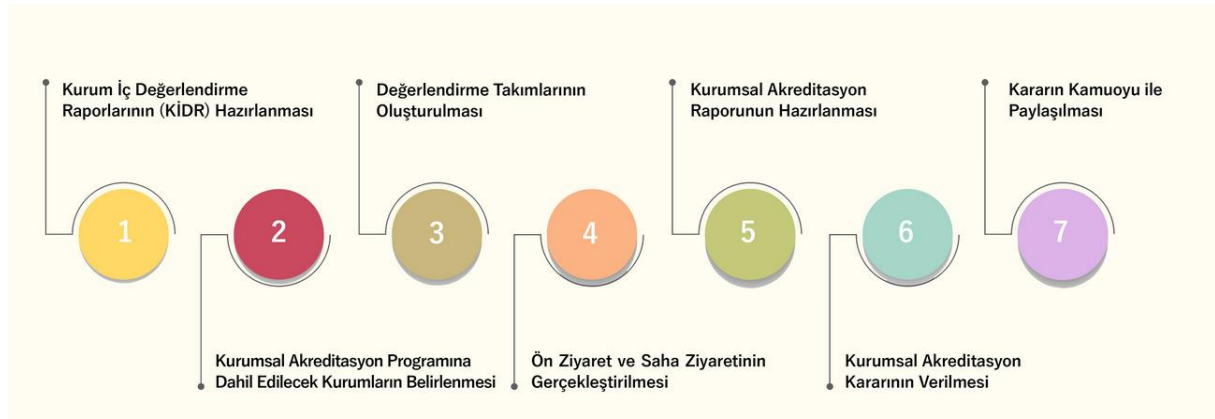 Kurum İç Değerlendirme
Raporlarının (KİDR) Hazırlanması
1
2
Kurumsal Akreditasyon Programına
Dahil Edilecek Kurumların Belirlenmesi
Değerlendirme Takımlarının
Oluşturulması
3
4
Ön Ziyaret ve Saha Ziyaretinin
Gerçekleştirilmesi
Kurumsal Akreditasyon
Raporunun Hazırlanması
5
6
Kurumsal Akreditasyon
Kararının Verilmesi
Kararın Kamuoyu ile
Paylaşılması
7